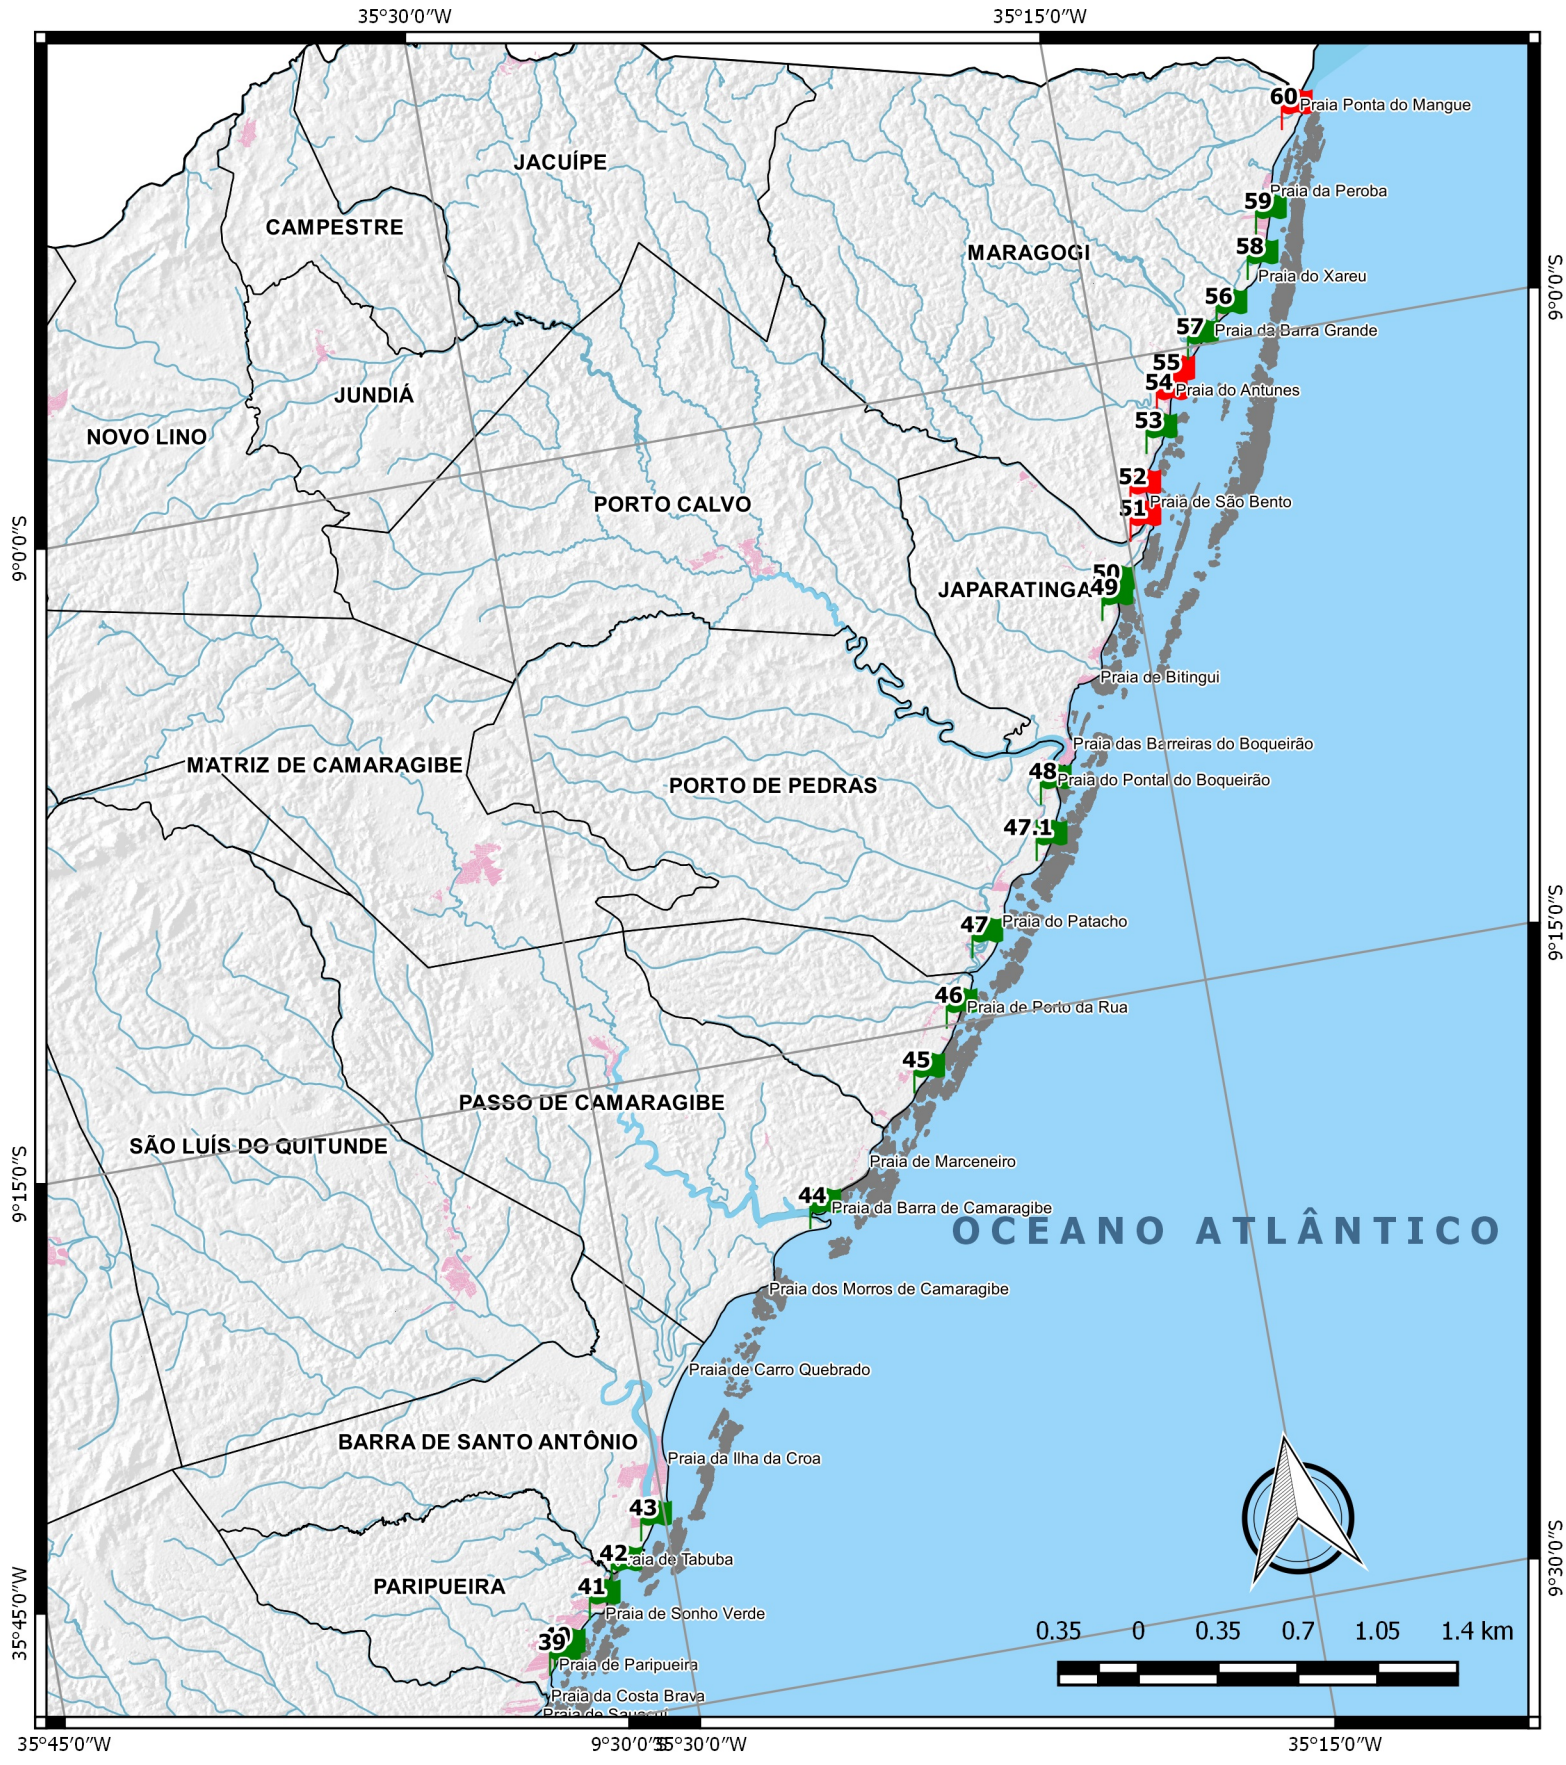 35°30′0″W
35°15′0″W
60
Praia Ponta do Mangue
JACUÍPE
Praia da Peroba
59
CAMPESTRE
58
MARAGOGI
Praia do Xareu
56
57
Praia da Barra Grande
9°0′0″S
55
54
Praia do Antunes
JUNDIÁ
53
NOVO LINO
52
PORTO CALVO
Praia de São Bento
51
9°0′0″S
50
JAPARATINGA
49
Praia de Bitingui
Praia das Barreiras do Boqueirão
MATRIZ DE CAMARAGIBE
48
Praia do Pontal do Boqueirão
PORTO DE PEDRAS
47.1
47
Praia do Patacho
9°15′0″S
46
Praia de Porto da Rua
45
PASSO DE CAMARAGIBE
SÃO LUÍS DO QUITUNDE
Praia de Marceneiro
9°15′0″S
44
Praia da Barra de Camaragibe
OCEANO ATLÂNTICO
Praia dos Morros de Camaragibe
Praia de Carro Quebrado
BARRA DE SANTO ANTÔNIO
Praia da Ilha da Croa
43
42
de Tabuba
9°30′0″S
PARIPUEIRA
41
Praia de Sonho Verde
35°45′0″W
0.35 0 0.35 0.7 1.05 1.4 km
39
Praia de Paripueira
Praia da Costa Brava
Praia de
35°45′0″W
9°30′0″S
35°30′0″W
35°15′0″W